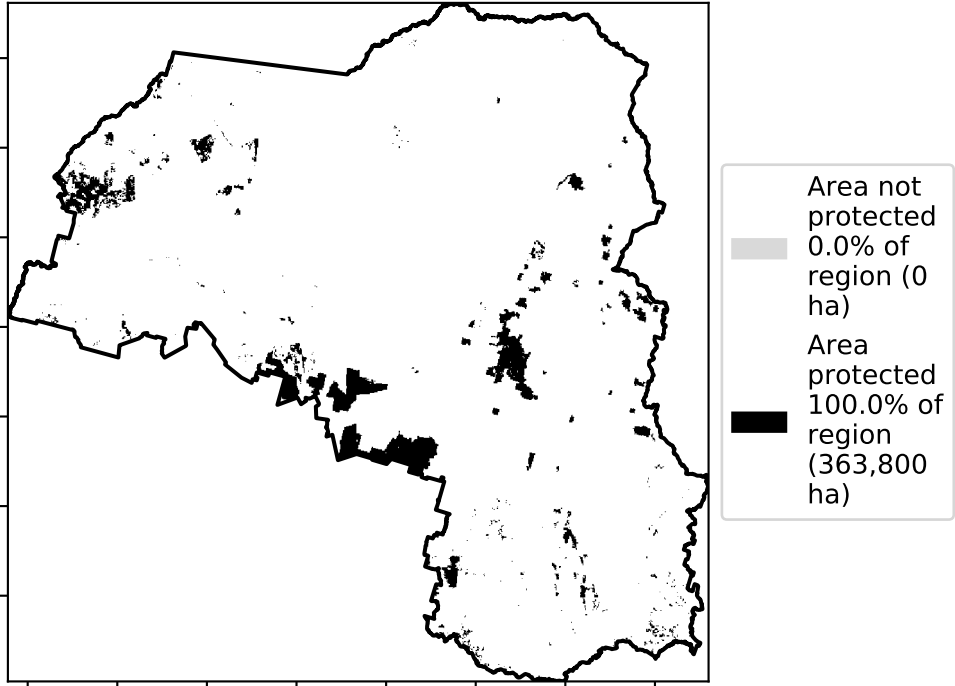 Area not
protected
0.0% of
region (0
ha)
Area
protected
100.0% of
region
(363,800
ha)